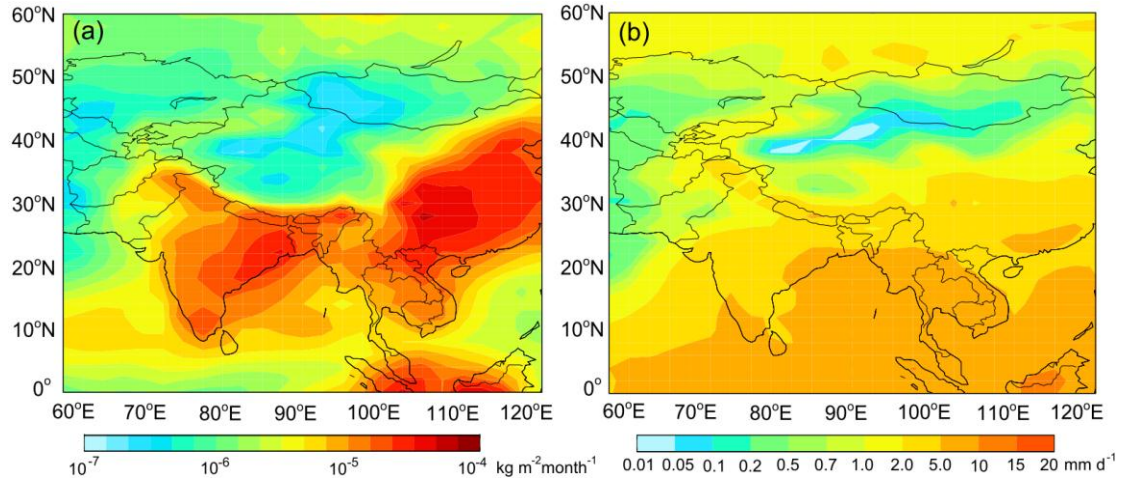 (a)
60°N
50°N
40°N
30°N
20°N
10°N
0°
60°E 70°E 80°E 90°E 100°E 110°E 120°E
10⁻⁷ 10⁻⁶ 10⁻⁵ 10⁻⁴ kg m⁻²month⁻¹
(b)
60°N
50°N
40°N
30°N
20°N
10°N
0°
60°E 70°E 80°E 90°E 100°E 110°E 120°E
0.01 0.05 0.1 0.2 0.5 0.7 1.0 2.0 5.0 10 15 20 mm d⁻¹